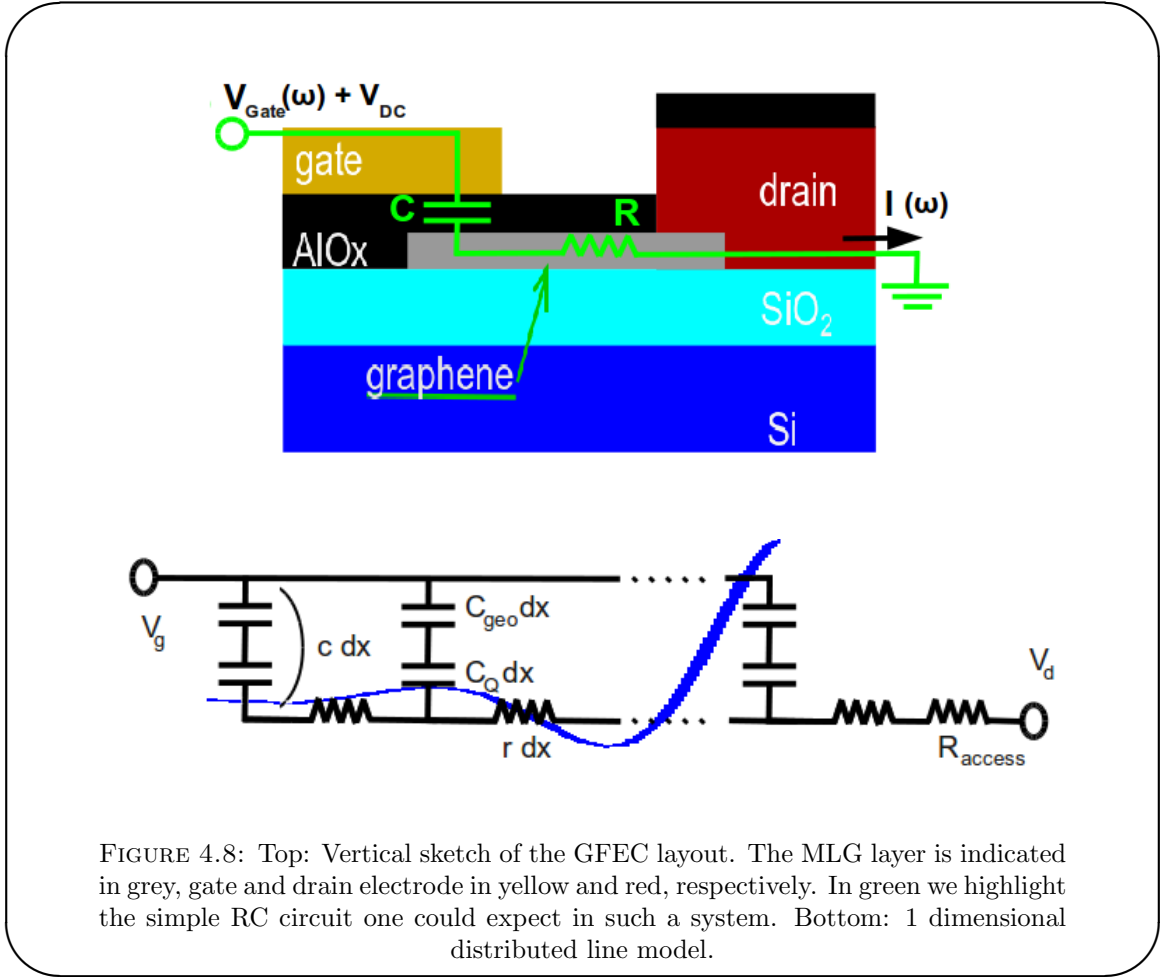 V_Gate(ω) + V_DC
gate
drain
C
R
I (ω)
AlOx
SiO₂
graphene
Si
C_geo dx
V_g
c dx
C_Q dx
V_d
r dx
R_access
FIGURE 4.8: Top: Vertical sketch of the GFEC layout. The MLG layer is indicated
in grey, gate and drain electrode in yellow and red, respectively. In green we highlight
the simple RC circuit one could expect in such a system. Bottom: 1 dimensional
distributed line model.